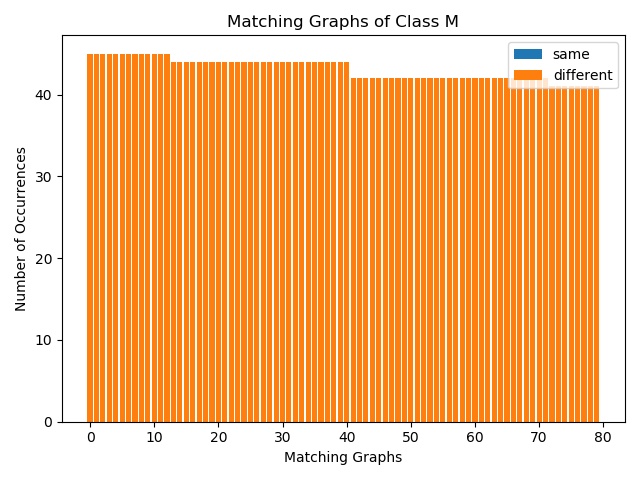 Matching Graphs of Class M
same
different
Number of Occurrences
40
30
20
10
0
0 10 20 30 40 50 60 70 80
Matching Graphs